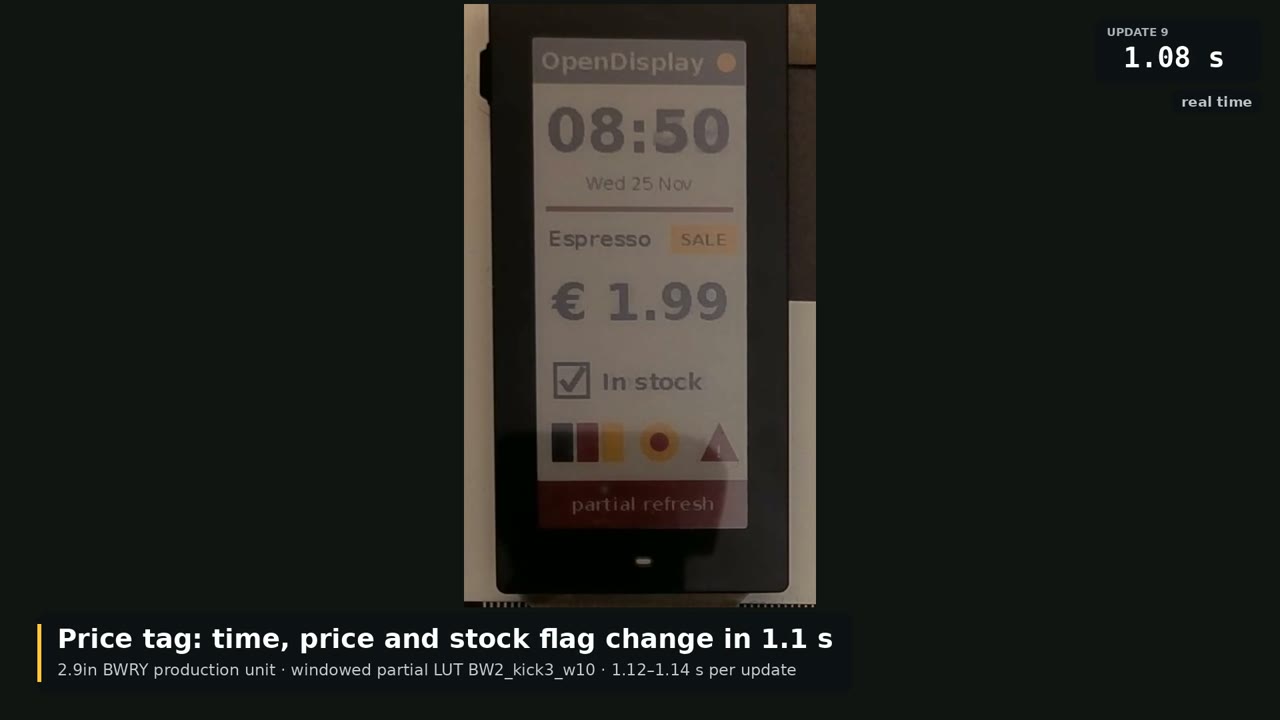 UPDATE 9
1.08 s
real time
OpenDisplay
08:50
Wed 25 Nov
Espresso SALE
€ 1.99
In stock
!
partial refresh
Price tag: time, price and stock flag change in 1.1 s
2.9in BWRY production unit · windowed partial LUT BW2_kick3_w10 · 1.12–1.14 s per update